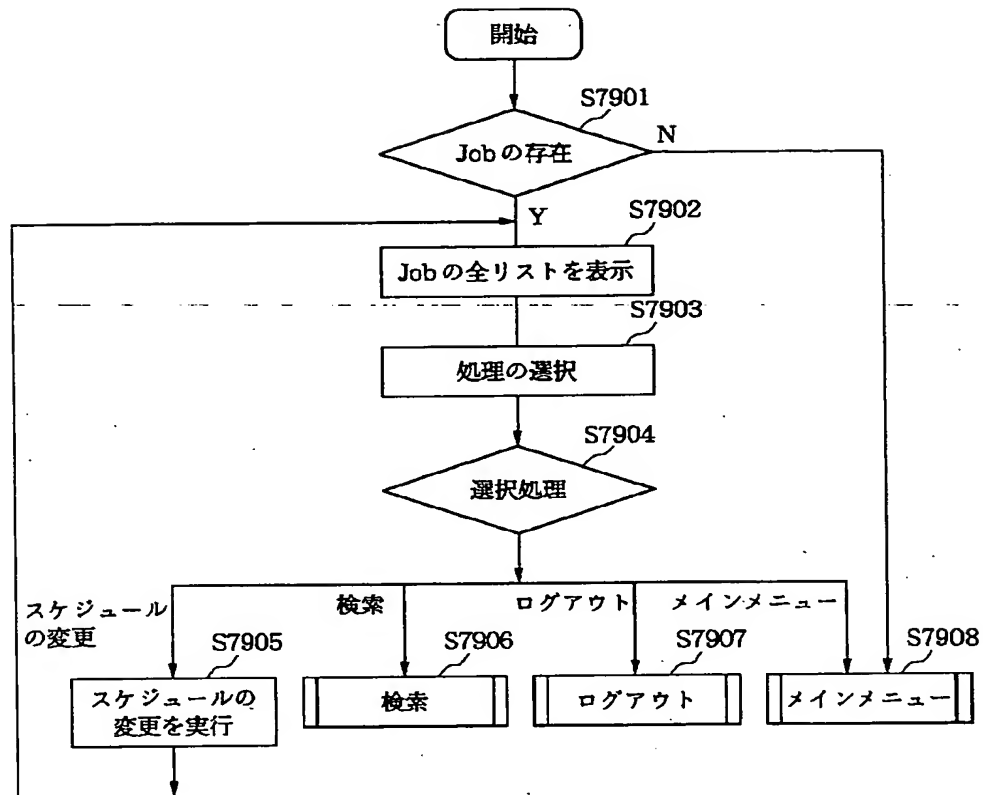 開始
S7901
Jobの存在
N
Y
S7902
Jobの全リストを表示
S7903
処理の選択
S7904
選択処理
スケジュール
の変更
検索
ログアウト
メインメニュー
S7905
S7906
S7907
S7908
スケジュールの
変更を実行
検索
ログアウト
メインメニュー